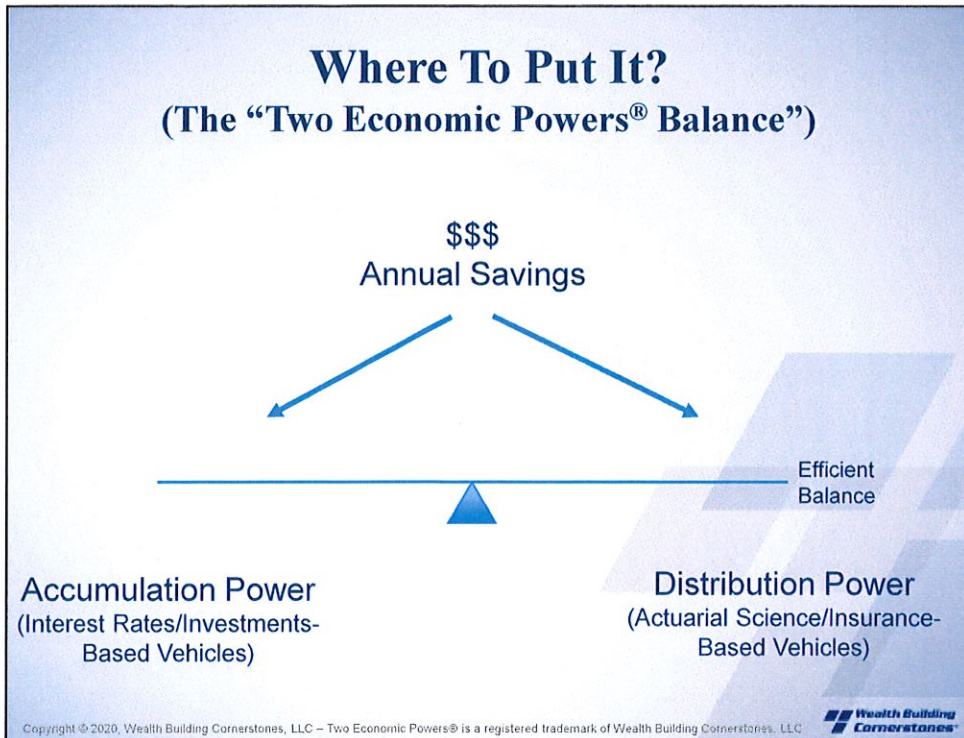 Where To Put It?
(The “Two Economic Powers® Balance”)
$$$
Annual Savings
Efficient
Balance
Accumulation Power
(Interest Rates/Investments-
Based Vehicles)
Distribution Power
(Actuarial Science/Insurance-
Based Vehicles)
Copyright © 2020, Wealth Building Cornerstones, LLC – Two Economic Powers® is a registered trademark of Wealth Building Cornerstones, LLC
Wealth Building
Cornerstones®